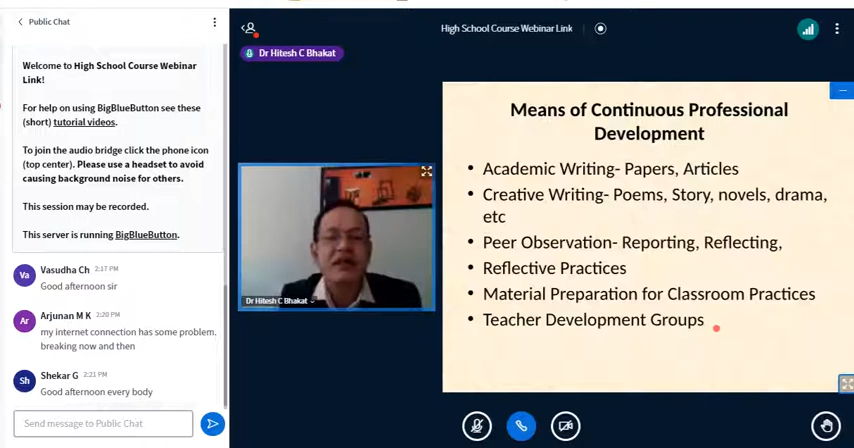 Public Chat
Welcome to High School Course Webinar
Link!
For help on using BigBlueButton see these
(short) tutorial videos.
To join the audio bridge click the phone icon
(top center). Please use a headset to avoid
causing background noise for others.
This session may be recorded.
This server is running BigBlueButton.
Va
Vasudha Ch 2:17 PM
Good afternoon sir
Ar
Arjunan M K 2:20 PM
my internet connection has some problem.
breaking now and then
Sh
Shekar G 2:21 PM
Good afternoon every body
Send message to Public Chat
High School Course Webinar Link
Dr Hitesh C Bhakat
Dr Hitesh C Bhakat
Means of Continuous Professional
Development
• Academic Writing- Papers, Articles
• Creative Writing- Poems, Story, novels, drama,
etc
• Peer Observation- Reporting, Reflecting,
• Reflective Practices
• Material Preparation for Classroom Practices
• Teacher Development Groups